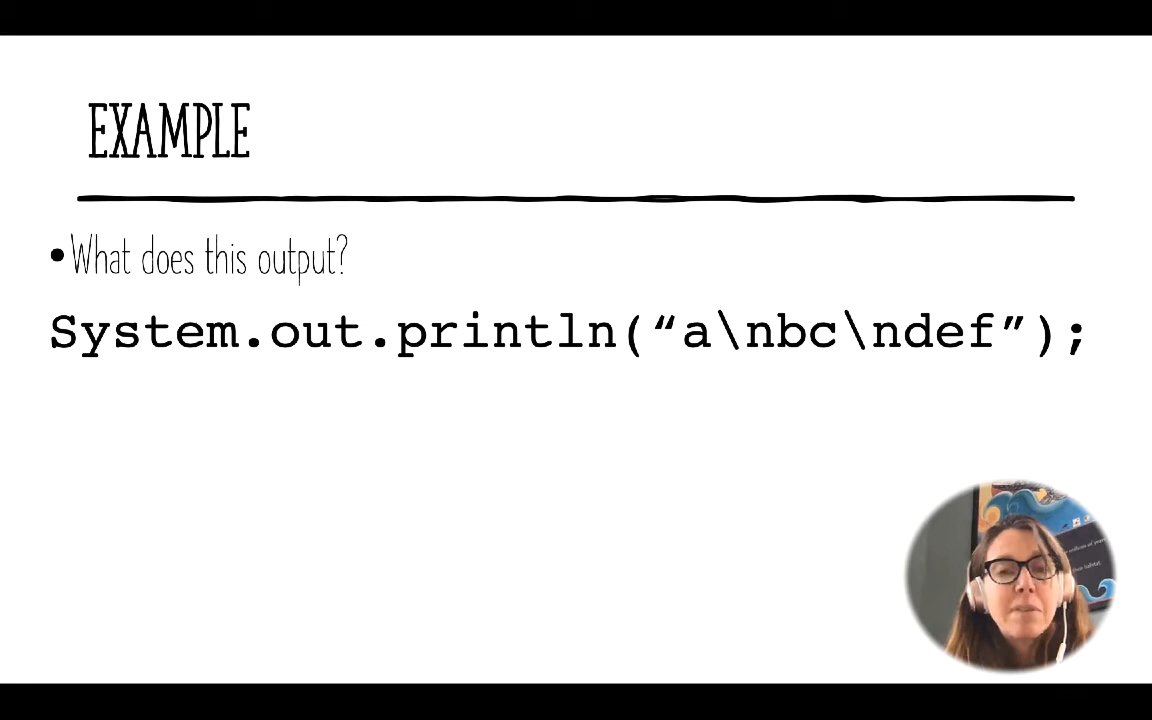 EXAMPLE
•What does this output?
System.out.println(“a\nbc\ndef”);